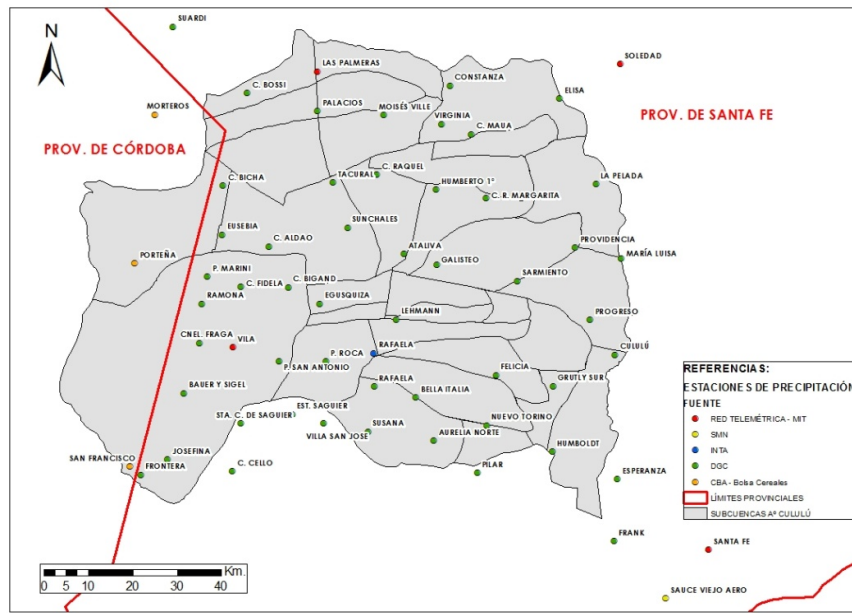 SUARDI
N
LAS PALMERAS
SOLEDAD
C. BOSSI
CONSTANZA
ELISA
MORTEROS
PALACIOS
MOISÉS VILLE
VIRGINIA
C. MAUA
PROV. DE SANTA FE
PROV. DE CÓRDOBA
C. BICHA
TACURAL
C. RAQUEL
HUMBERTO 1º
C. R. MARGARITA
LA PELADA
EUSEBIA
C. ALDAO
SUNCHALES
ATALIVA
GALISTEO
PROVIDENCIA
MARÍA LUISA
PORTEÑA
P. MARINI
C. FIDELA
C. BIGAND
SARMIENTO
RAMONA
EGUSQUIZA
LEHMANN
PROGRESO
CNEL. FRAGA
VILA
RAFAELA
CULULÚ
P. SAN ANTONIO
P. ROCA
FELICIA
GRUTLY SUR
BAUER Y SIGEL
RAFAELA
BELLA ITALIA
STA. C. DE SAGUIER
EST. SAGUIER
VILLA SAN JOSÉ
SUSANA
AURELIA NORTE
NUEVO TORINO
HUMBOLDT
SAN FRANCISCO
JOSEFINA
FRONTERA
C. CELLO
PILAR
ESPERANZA
FRANK
SANTA FE
SAUCE VIEJO AERO
REFERENCIAS:
ESTACIONES DE PRECIPITACIÓN
FUENTE
RED TELEMÉTRICA - MIT
SMN
INTA
DGC
CBA - Bolsa Cereales
LÍMITES PROVINCIALES
SUBCUENCAS Aº CULULÚ
Km.
0 5 10 20 30 40